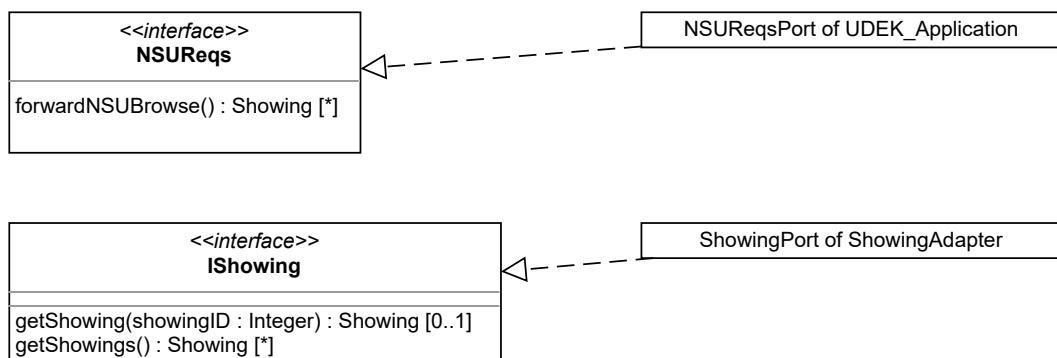 <<interface>>
NSUReqs
forwardNSUBrowse() : Showing [*]
NSUReqsPort of UDEK_Application
<<interface>>
IShowing
getShowing(showingID : Integer) : Showing [0..1]
getShowings() : Showing [*]
ShowingPort of ShowingAdapter